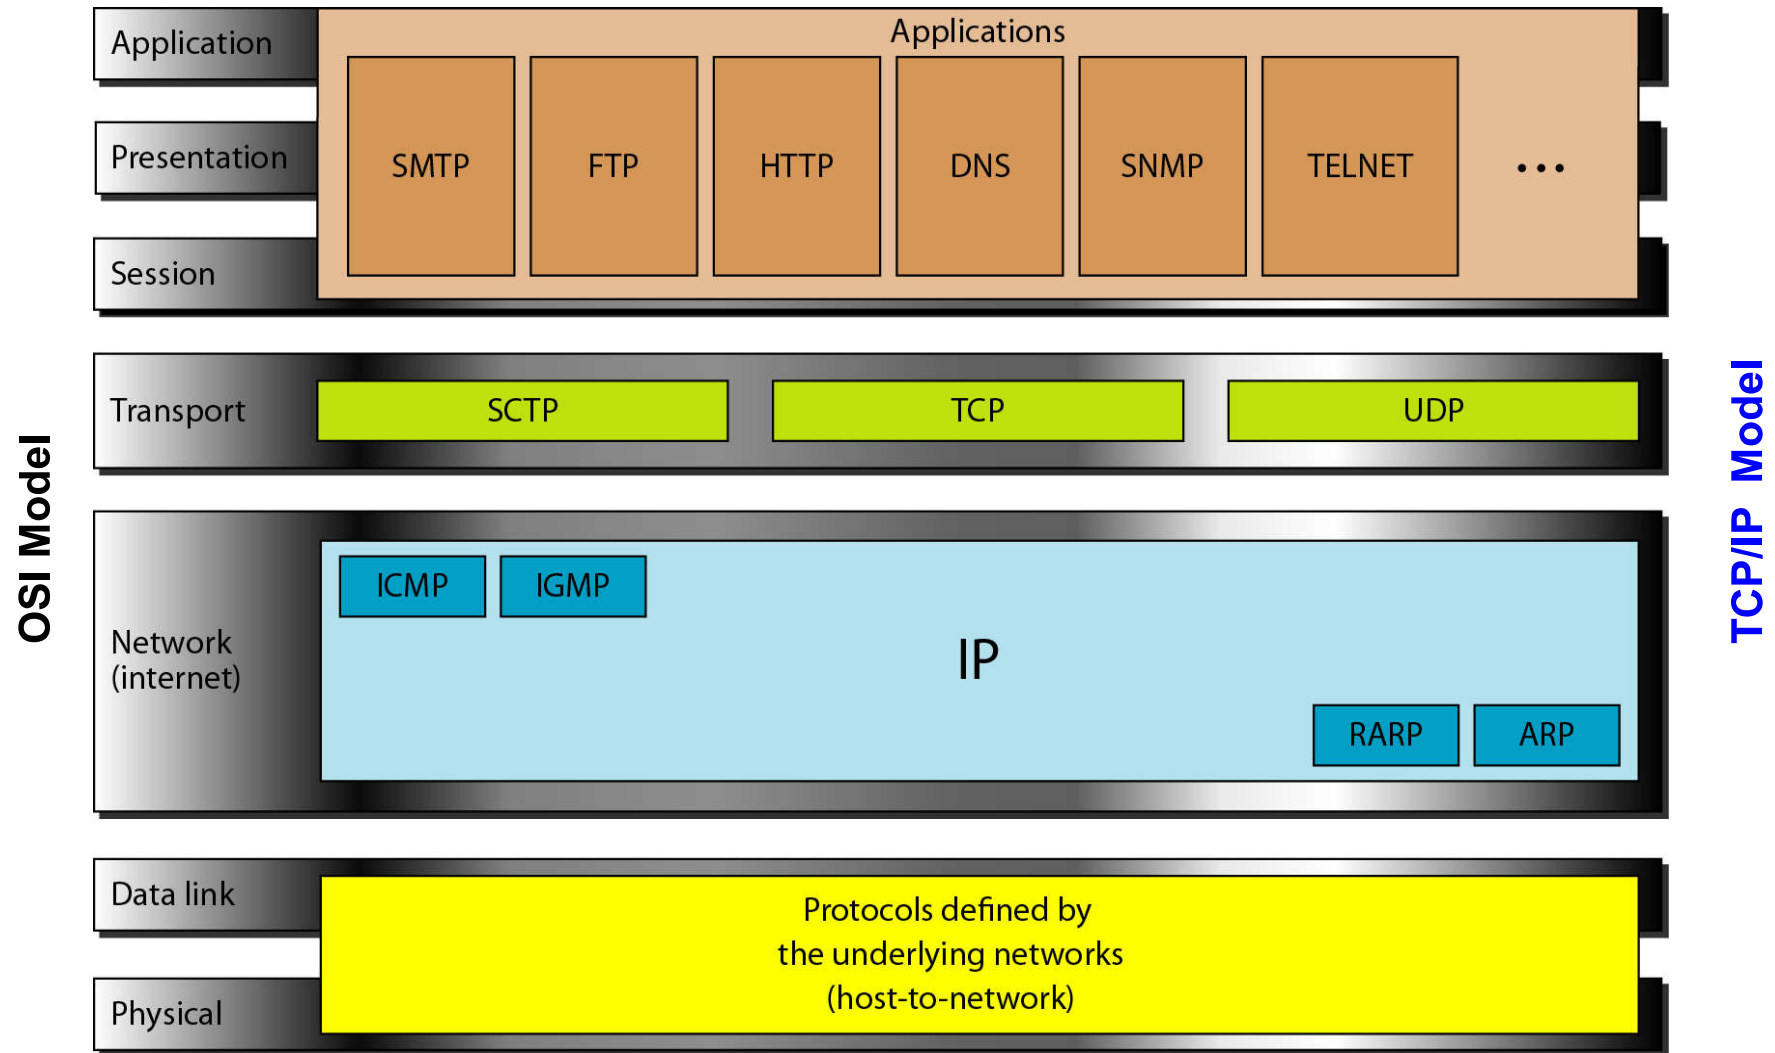 Application
Applications
SMTP
FTP
HTTP
DNS
SNMP
TELNET
...
Presentation
Session
Transport
SCTP
TCP
UDP
OSI Model
TCP/IP Model
Network
(internet)
ICMP
IGMP
IP
RARP
ARP
Data link
Physical
Protocols defined by
the underlying networks
(host-to-network)